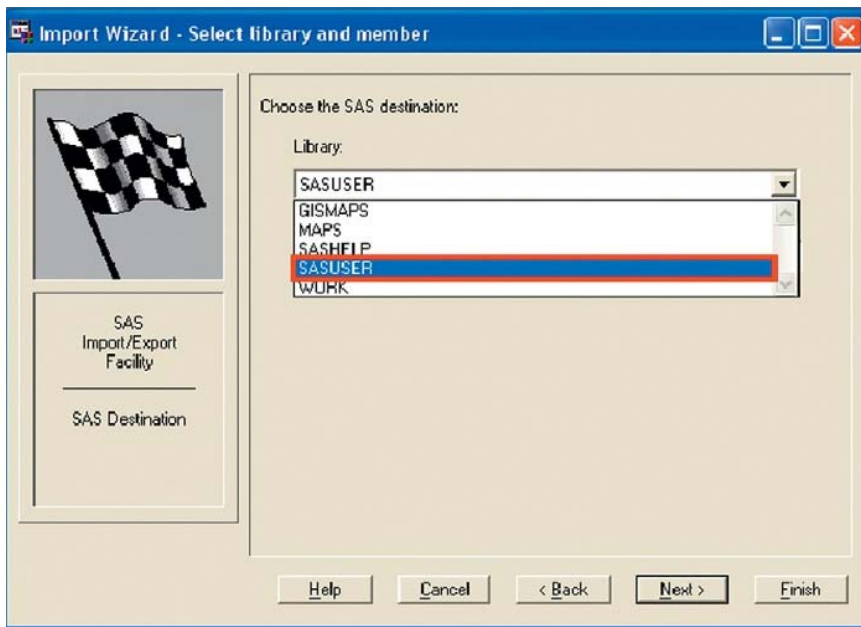 Import Wizard - Select library and member
Choose the SAS destination:
Library:
SASUSER
GISMAPS
MAPS
SASHELP
SASUSER
WORK
SAS
Import/Export
Facility
SAS Destination
Help
Cancel
< Back
Next >
Finish